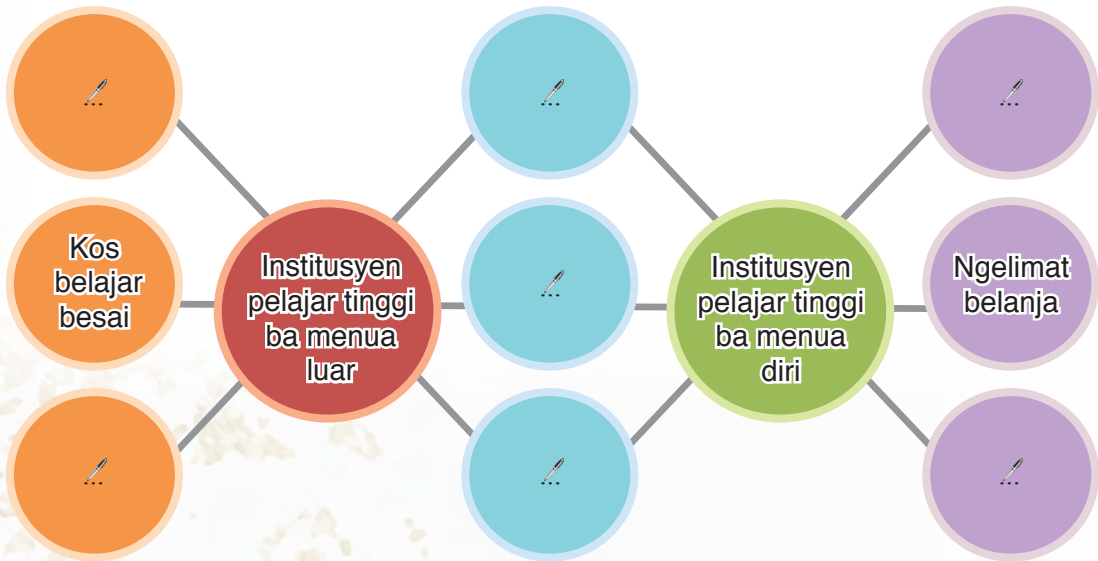 Kos
belajar
besai
Institusyen
pelajar tinggi
ba menua
luar
Institusyen
pelajar tinggi
ba menua
diri
Ngelimat
belanja